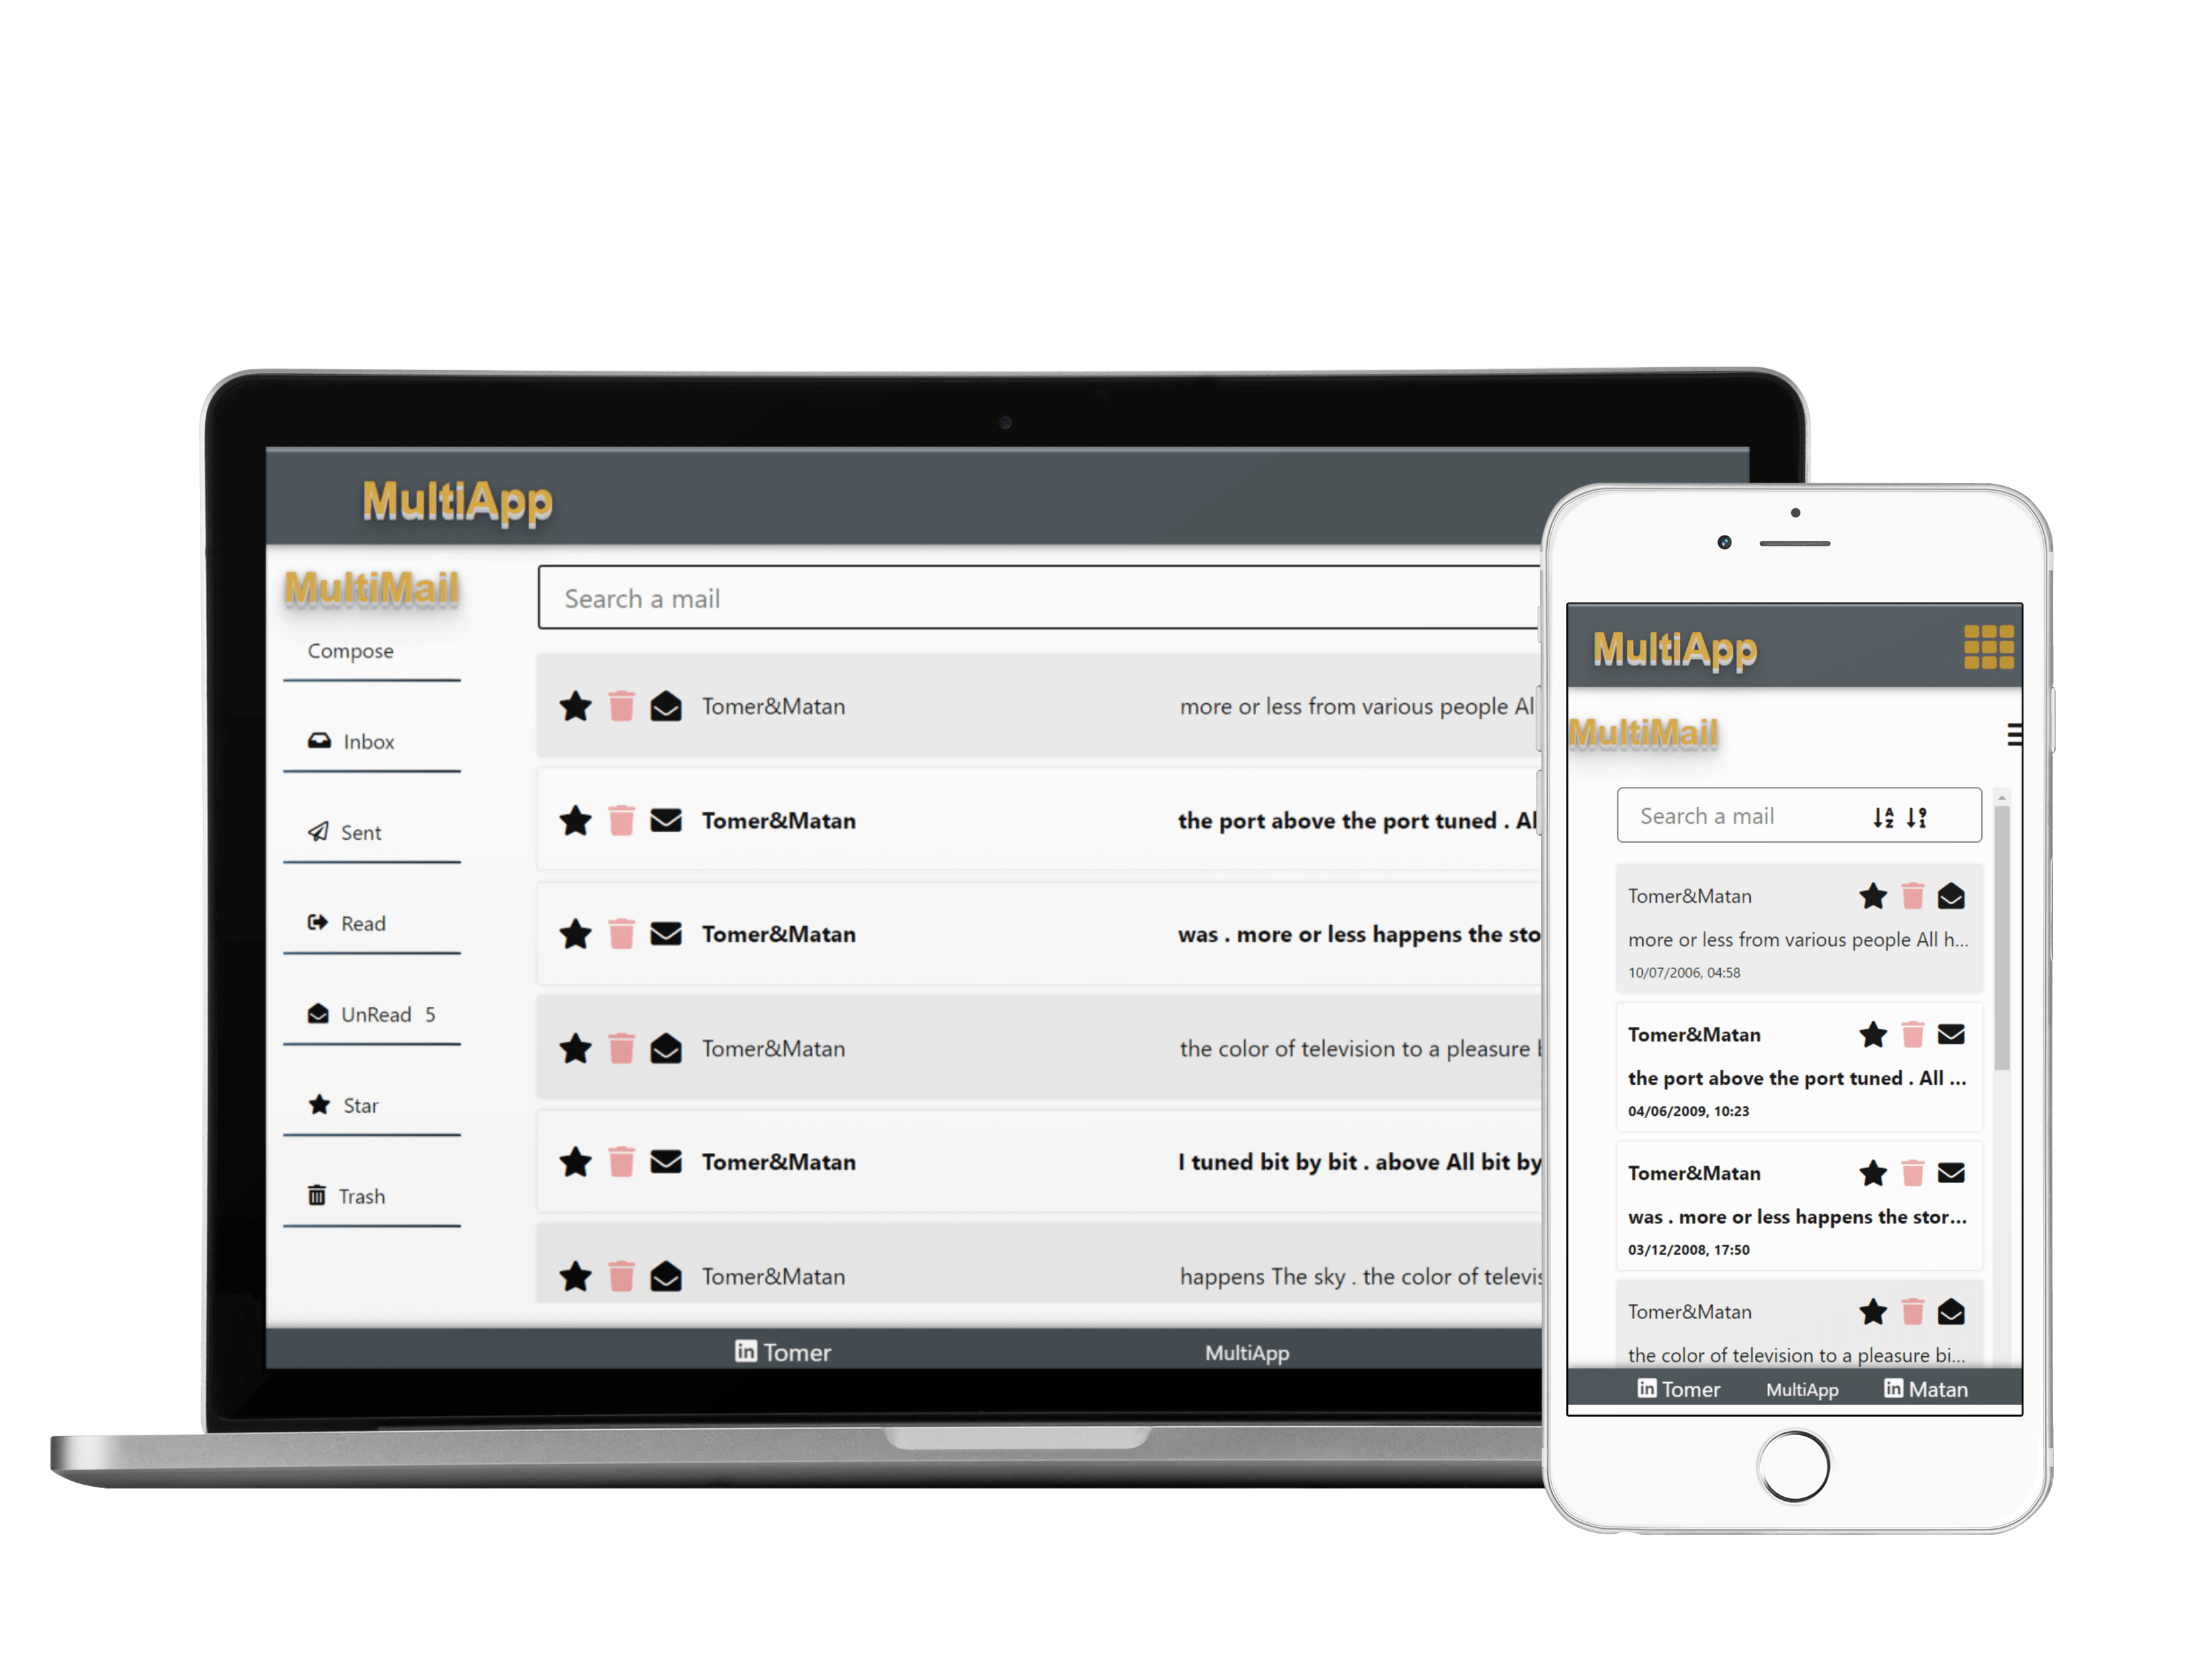 MultiApp
MultiMail
Compose
Inbox
Sent
Read
UnRead 5
Star
Trash
Search a mail
Tomer&Matan more or less from various people Al
Tomer&Matan the port above the port tuned . Al
Tomer&Matan was . more or less happens the sto
Tomer&Matan the color of television to a pleasure
Tomer&Matan I tuned bit by bit . above All bit by
Tomer&Matan happens The sky . the color of televis
in Tomer MultiApp
MultiApp
MultiMail
Search a mail
Tomer&Matan
more or less from various people All h...
10/07/2006, 04:58
Tomer&Matan
the port above the port tuned . All ...
04/06/2009, 10:23
Tomer&Matan
was . more or less happens the stor...
03/12/2008, 17:50
Tomer&Matan
the color of television to a pleasure bi...
in Tomer MultiApp in Matan